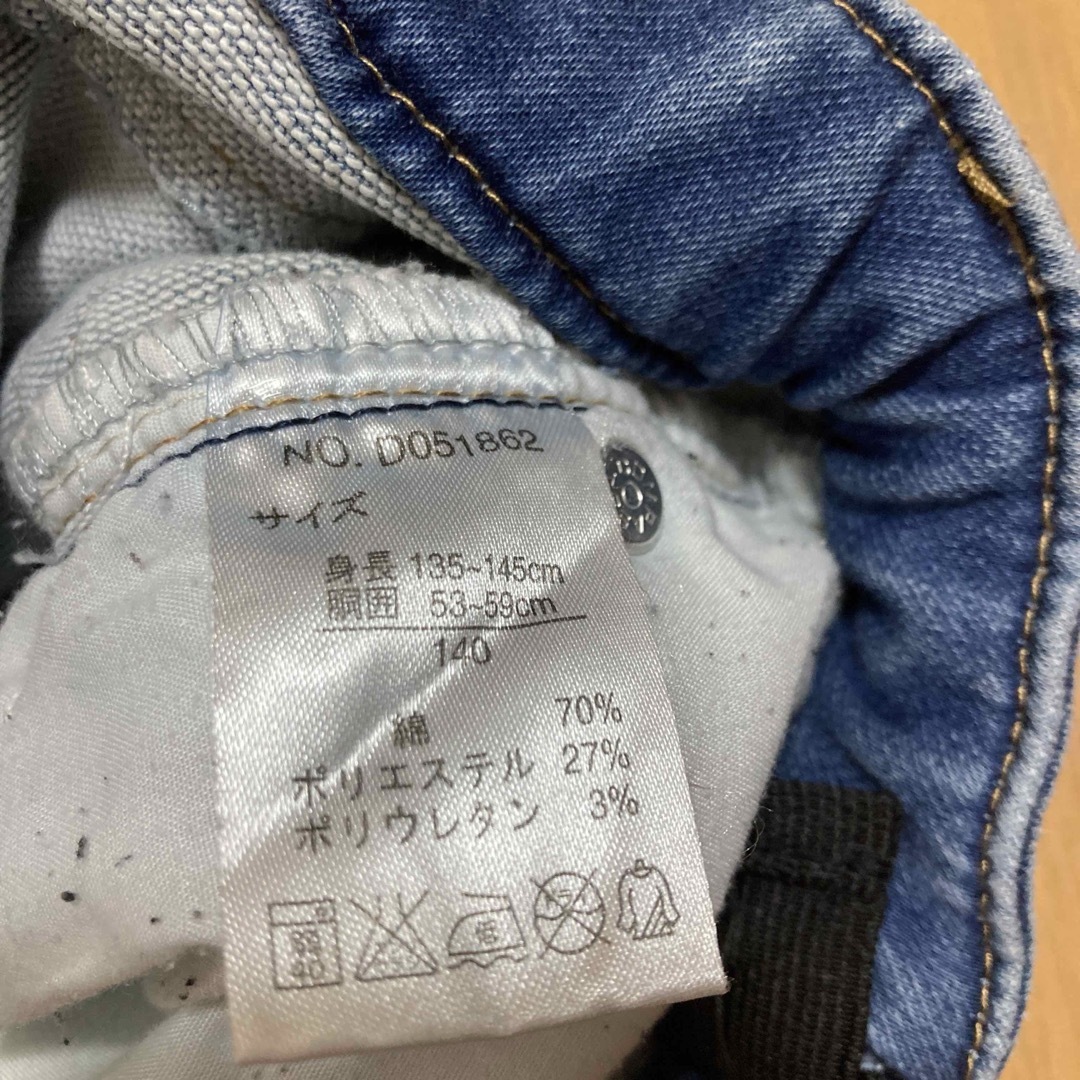 NO. D051862
サイズ
身長 135~145cm
胴囲 53~59cm
140
綿 70%
ポリエステル 27%
ポリウレタン 3%
40